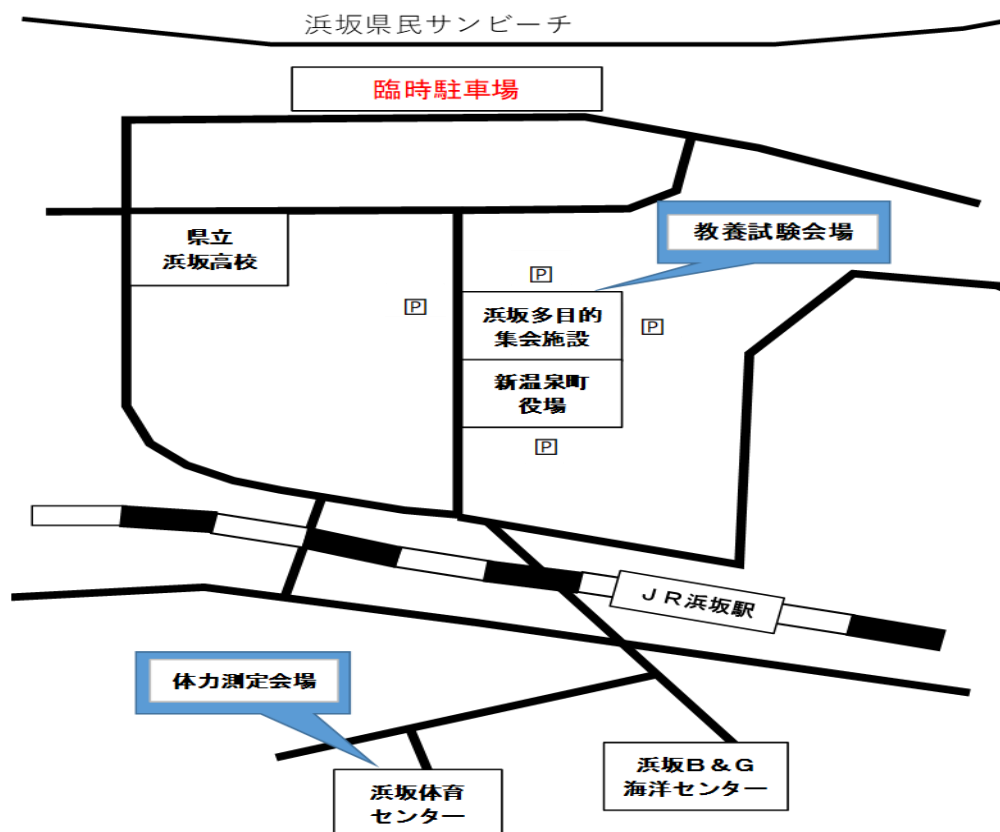 浜坂県民サンビーチ
臨時駐車場
県立
浜坂高校
教養試験会場
P
P
P
浜坂多目的
集会施設
新温泉町
役場
P
ＪＲ浜坂駅
体力測定会場
浜坂体育
センター
浜坂Ｂ＆Ｇ
海洋センター